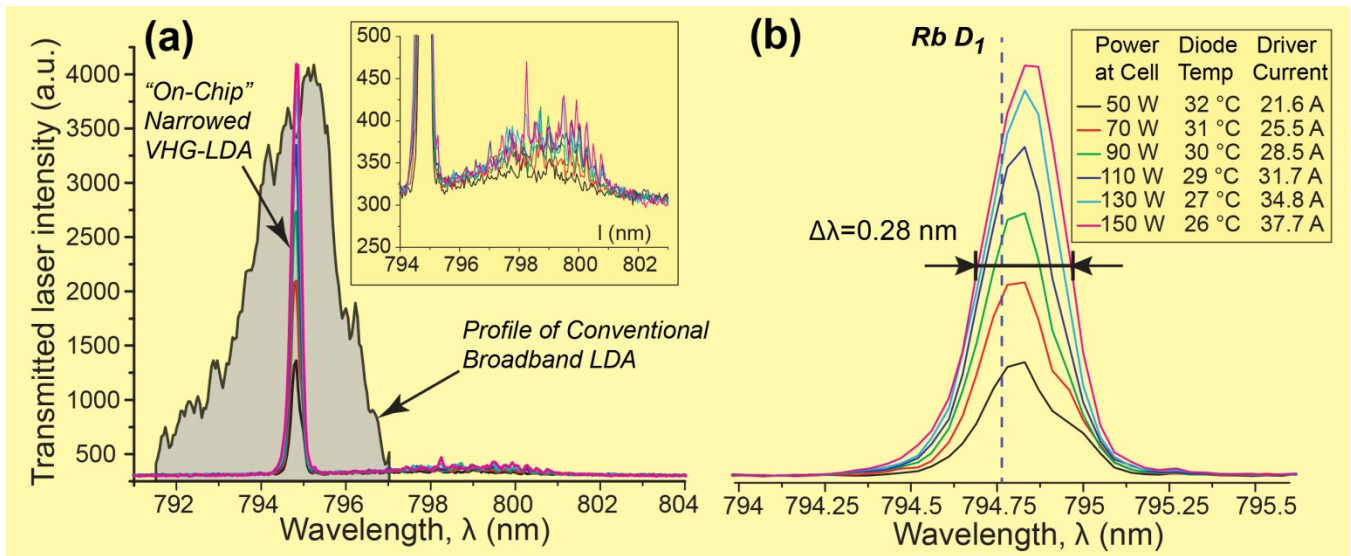 (a)
Transmitted laser intensity (a.u.)
4000
3500
3000
2500
2000
1500
1000
500
792
794
796
798
800
802
804
Wavelength, λ (nm)
"On-Chip"
Narrowed
VHG-LDA
Profile of Conventional
Broadband LDA
500
450
400
350
300
250
794
796
798
800
802
l (nm)
(b)
Rb D1
Δλ=0.28 nm
Power at Cell Diode Temp Driver Current
50 W 32 °C 21.6 A
70 W 31 °C 25.5 A
90 W 30 °C 28.5 A
110 W 29 °C 31.7 A
130 W 27 °C 34.8 A
150 W 26 °C 37.7 A
794
794.25
794.5
794.75
795
795.25
795.5
Wavelength, λ (nm)